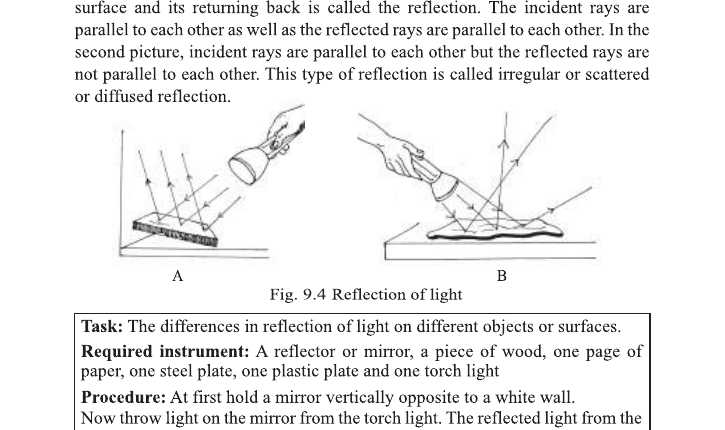 surface and its returning back is called the reflection. The incident rays are
parallel to each other as well as the reflected rays are parallel to each other. In the
second picture, incident rays are parallel to each other but the reflected rays are
not parallel to each other. This type of reflection is called irregular or scattered
or diffused reflection.
A
B
Fig. 9.4 Reflection of light
Task: The differences in reflection of light on different objects or surfaces.
Required instrument: A reflector or mirror, a piece of wood, one page of
paper, one steel plate, one plastic plate and one torch light
Procedure: At first hold a mirror vertically opposite to a white wall.
Now throw light on the mirror from the torch light. The reflected light from the